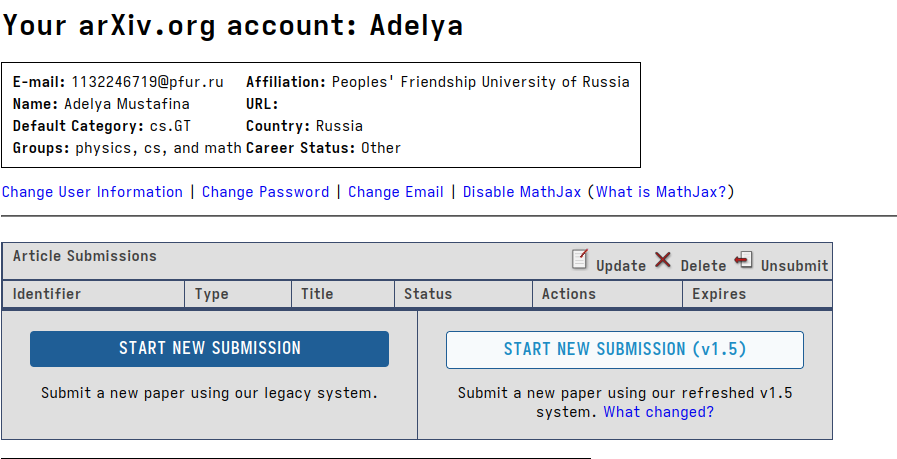 Your arXiv.org account: Adelya
E-mail: 1132246719@pfur.ru Affiliation: Peoples' Friendship University of Russia
Name: Adelya Mustafina URL:
Default Category: cs.GT Country: Russia
Groups: physics, cs, and math Career Status: Other
Change User Information | Change Password | Change Email | Disable MathJax (What is MathJax?)
Article Submissions Update Delete Unsubmit
Identifier Type Title Status Actions Expires
START NEW SUBMISSION START NEW SUBMISSION (v1.5)
Submit a new paper using our legacy system. Submit a new paper using our refreshed v1.5
system. What changed?